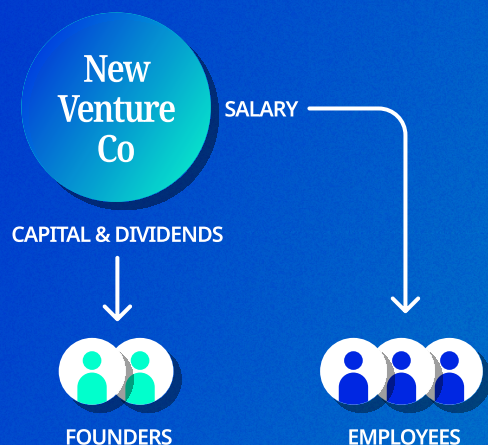 New
Venture
Co
SALARY
CAPITAL & DIVIDENDS
FOUNDERS
EMPLOYEES